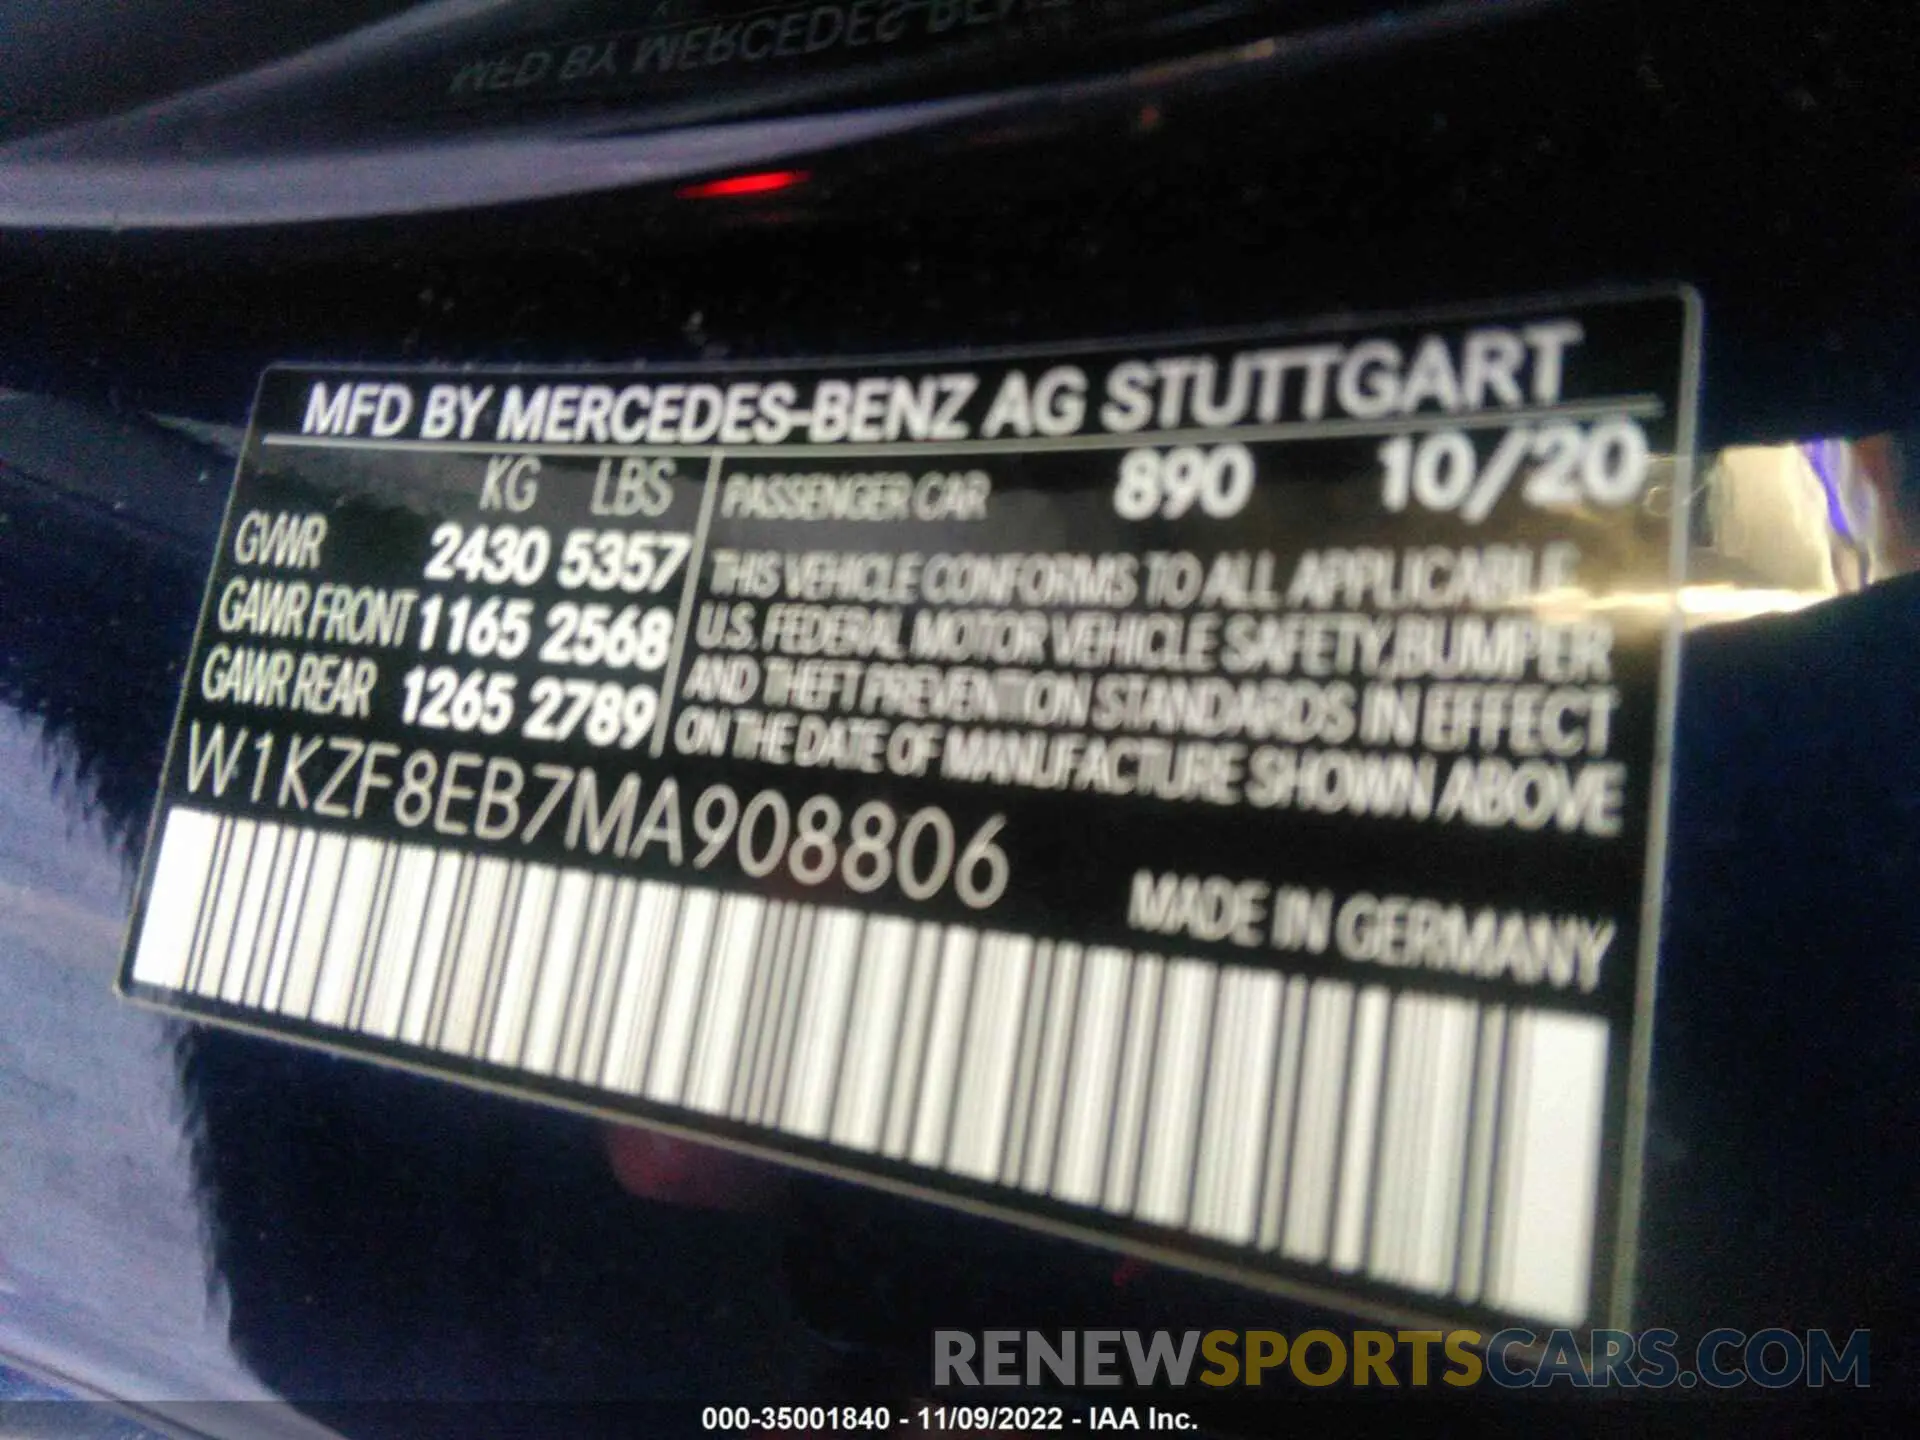 MFD BY MERCEDES-BENZ AG STUTTGART
KG LBS
PASSENGER CAR 890 10/20
GVWR 2430 5357
GAWR FRONT 1165 2568
GAWR REAR 1265 2789
THIS VEHICLE CONFORMS TO ALL APPLICABLE
U.S. FEDERAL MOTOR VEHICLE SAFETY, BUMPER
AND THEFT PREVENTION STANDARDS IN EFFECT
ON THE DATE OF MANUFACTURE SHOWN ABOVE
W1KZF8EB7MA908806
MADE IN GERMANY
RENEWSPORTSCARS.COM
000-35001840 - 11/09/2022 - IAA Inc.